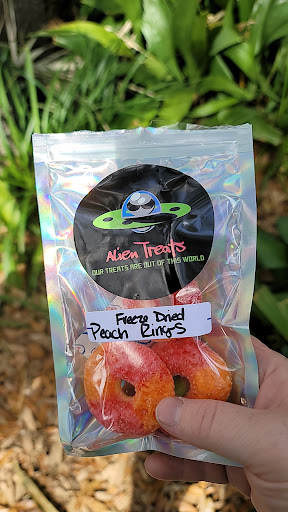 Alien Treats
OUR TREATS ARE OUT OF THIS WORLD
Freeze Dried
Peach Rings